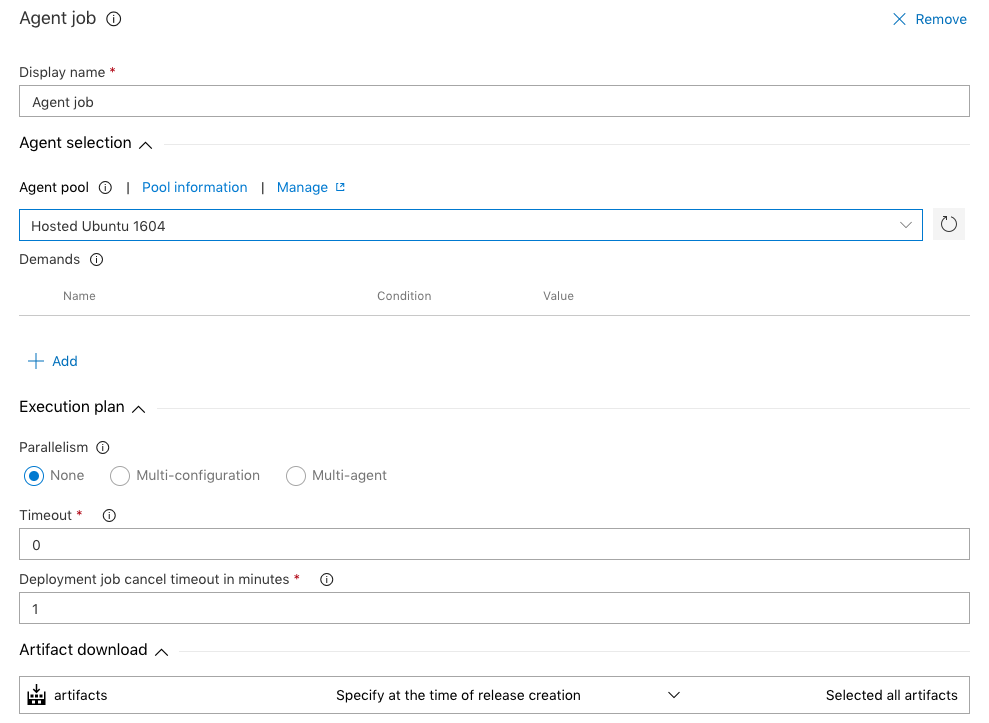 Agent job Remove
Display name *
Agent job
Agent selection
Agent pool | Pool information | Manage
Hosted Ubuntu 1604
Demands
Name Condition Value
Add
Execution plan
Parallelism
None Multi-configuration Multi-agent
Timeout *
0
Deployment job cancel timeout in minutes *
1
Artifact download
artifacts Specify at the time of release creation Selected all artifacts